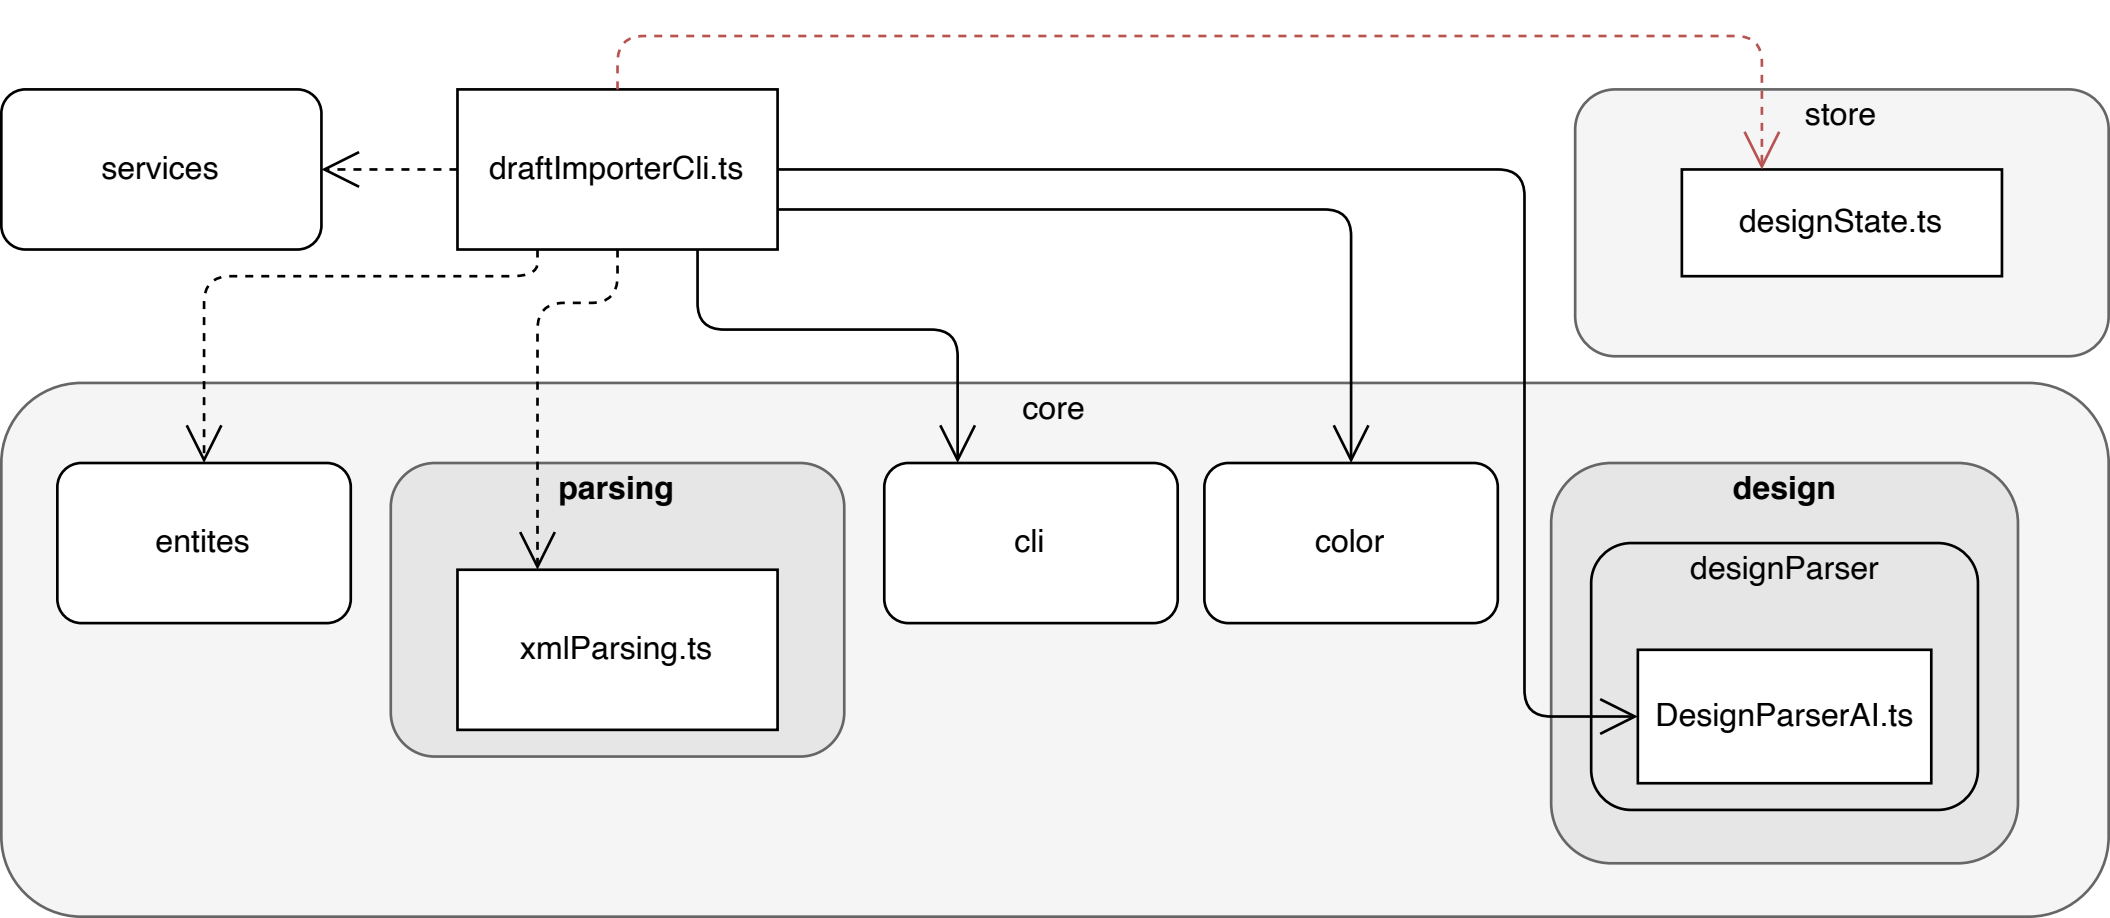 store
services
draftImporterCli.ts
designState.ts
core
parsing
design
entites
cli
color
designParser
xmlParsing.ts
DesignParserAI.ts